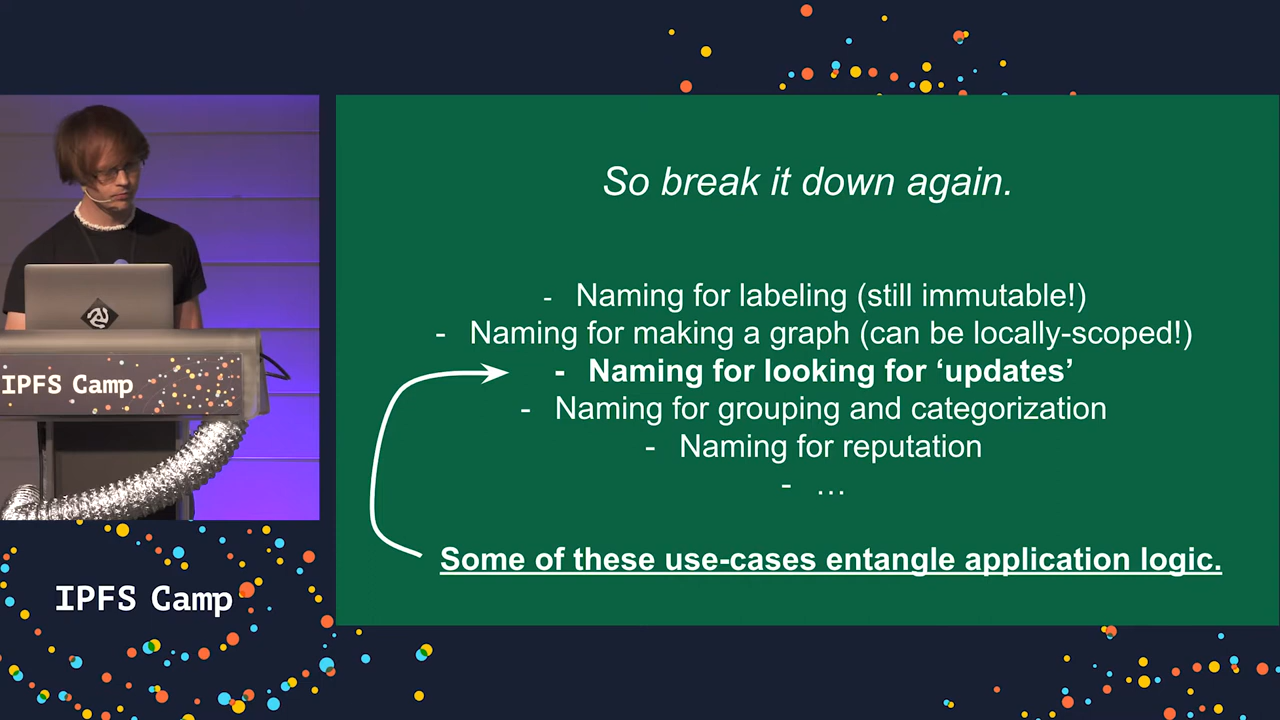 So break it down again.
- Naming for labeling (still immutable!)
- Naming for making a graph (can be locally-scoped!)
- Naming for looking for ‘updates’
- Naming for grouping and categorization
- Naming for reputation
- …
Some of these use-cases entangle application logic.
IPFS Camp
IPFS Camp